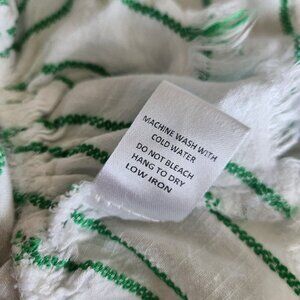 MACHINE WASH WITH
COLD WATER
DO NOT BLEACH
HANG TO DRY
LOW IRON